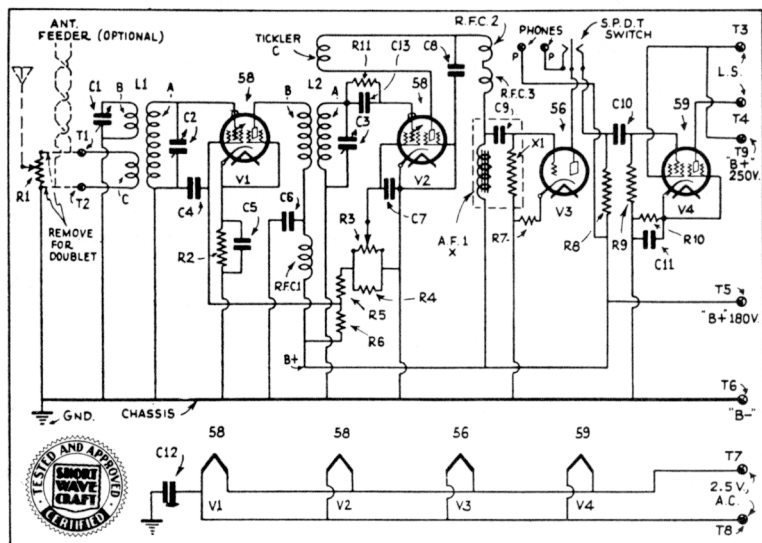 ANT.
FEEDER (OPTIONAL)
C1
B
L1
A
T1
C2
R1
T2
C
C4
REMOVE
FOR
DOUBLET
58
V1
C5
R2
B
L2
A
C6
RFC1
B+
TICKLER
C
R11
C13
C3
58
V2
C7
R3
R4
R5
R6
C8
R.F.C.2
R.F.C.3
C9
X1
A.F.1
X
PHONES
P
P
S.P.D.T
SWITCH
56
V3
R7
R8
C10
R9
59
V4
R10
C11
T3
L.S.
T4
T9
"B+"
250V.
T5
"B+"180V.
T6
"B-"
GND.
CHASSIS
TESTED AND APPROVED
SHORT
WAVE
CRAFT
CERTIFIED
C12
58
58
56
59
V1
V2
V3
V4
T7
2.5 V.,
A.C.
T8